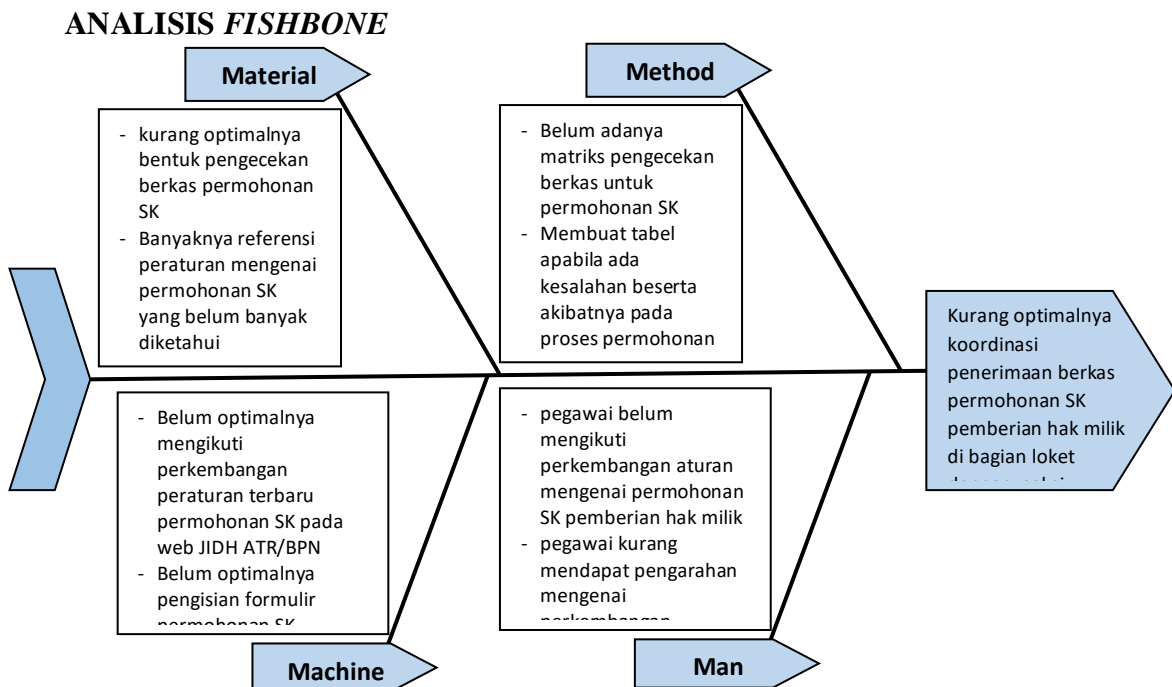 ANALISIS FISHBONE
Material
- kurang optimalnya
bentuk pengecekan
berkas permohonan
SK
- Banyaknya referensi
peraturan mengenai
permohonan SK
yang belum banyak
diketahui
Method
- Belum adanya
matriks pengecekan
berkas untuk
permohonan SK
- Membuat tabel
apabila ada
kesalahan beserta
akibatnya pada
proses permohonan
- Belum optimalnya
mengikuti
perkembangan
peraturan terbaru
permohonan SK pada
web JIDH ATR/BPN
- Belum optimalnya
pengisian formulir
permohonan SK
Machine
- pegawai belum
mengikuti
perkembangan aturan
mengenai permohonan
SK pemberian hak milik
- pegawai kurang
mendapat pengarahan
mengenai
perkembangan
Man
Kurang optimalnya
koordinasi
penerimaan berkas
permohonan SK
pemberian hak milik
di bagian loket